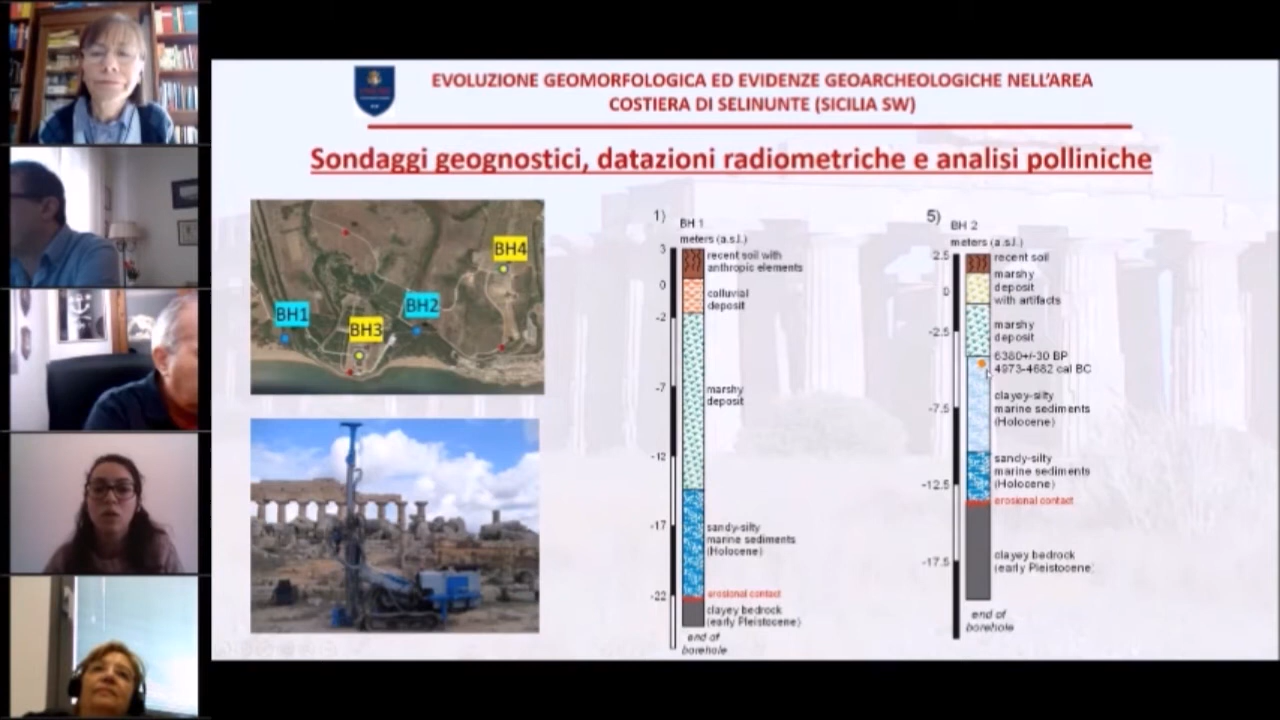 EVOLUZIONE GEOMORFOLOGICA ED EVIDENZE GEOARCHEOLOGICHE NELL'AREA
COSTIERA DI SELINUNTE (SICILIA SW)
Sondaggi geognostici, datazioni radiometriche e analisi polliniche
BH4
BH1
BH2
BH3
1)
BH 1
meters (a.s.l.)
3
recent soil with
anthropic elements
0
colluvial
deposit
-2
-7
marshy
deposit
-12
-17
sandy-silty
marine sediments
(Holocene)
-22
erosional contact
clayey bedrock
(early Pleistocene)
end of
borehole
5)
BH 2
meters (a.s.l.)
2.5
recent soil
marshy
deposit
with artifacts
0
marshy
deposit
-2.5
6380+/-30 BP
4973-4682 cal BC
clayey-silty
marine sediments
(Holocene)
-7.5
sandy-silty
marine sediments
(Holocene)
-12.5
erosional contact
clayey bedrock
(early Pleistocene)
-17.5
end of
borehole